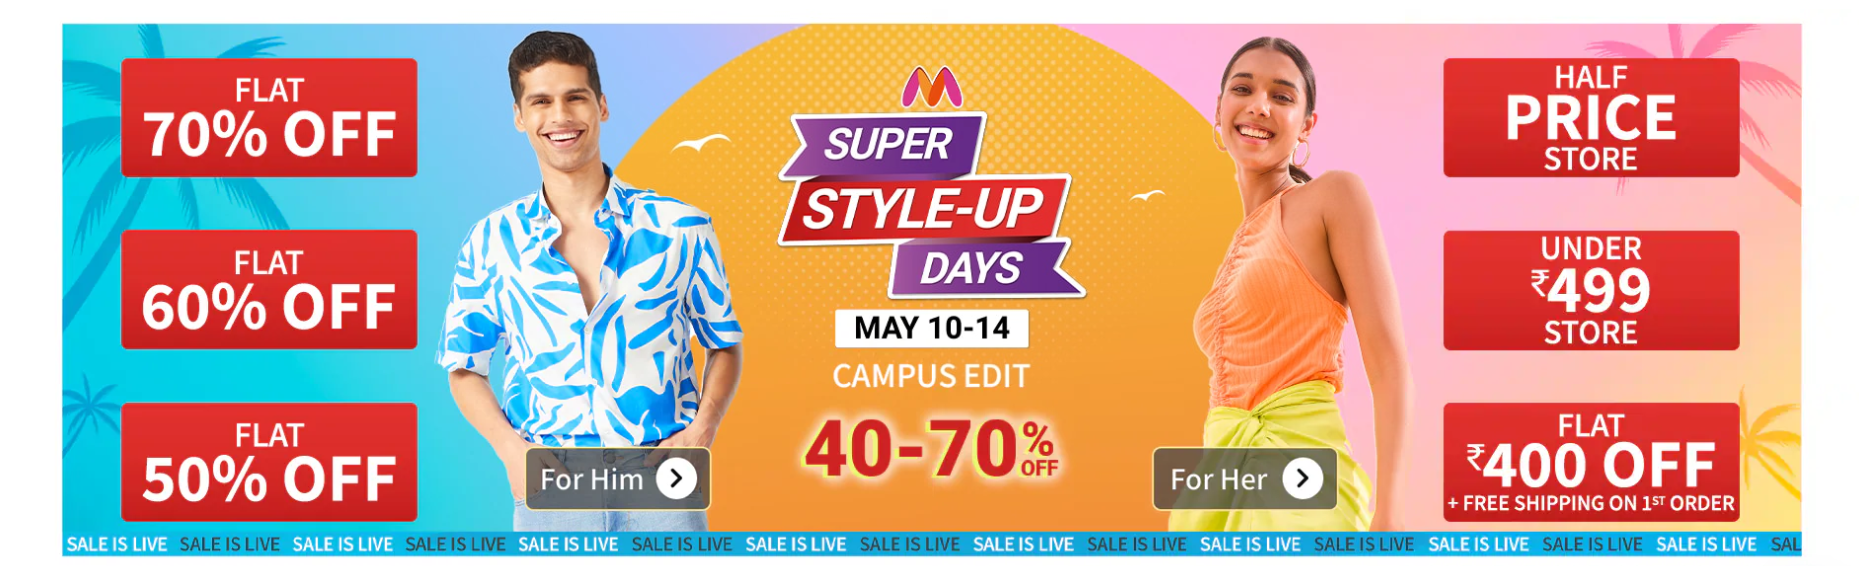 FLAT
70% OFF
FLAT
60% OFF
FLAT
50% OFF
SUPER
STYLE-UP
DAYS
MAY 10-14
CAMPUS EDIT
40-70% OFF
For Him
For Her
HALF
PRICE
STORE
UNDER
₹499
STORE
FLAT
₹400 OFF
+ FREE SHIPPING ON 1ST ORDER
SALE IS LIVE SALE IS LIVE SALE IS LIVE SALE IS LIVE SALE IS LIVE SALE IS LIVE SALE IS LIVE SALE IS LIVE SALE IS LIVE SALE IS LIVE SALE IS LIVE SALE IS LIVE SALE IS LIVE SALE IS LIVE SALE IS LIVE SAL